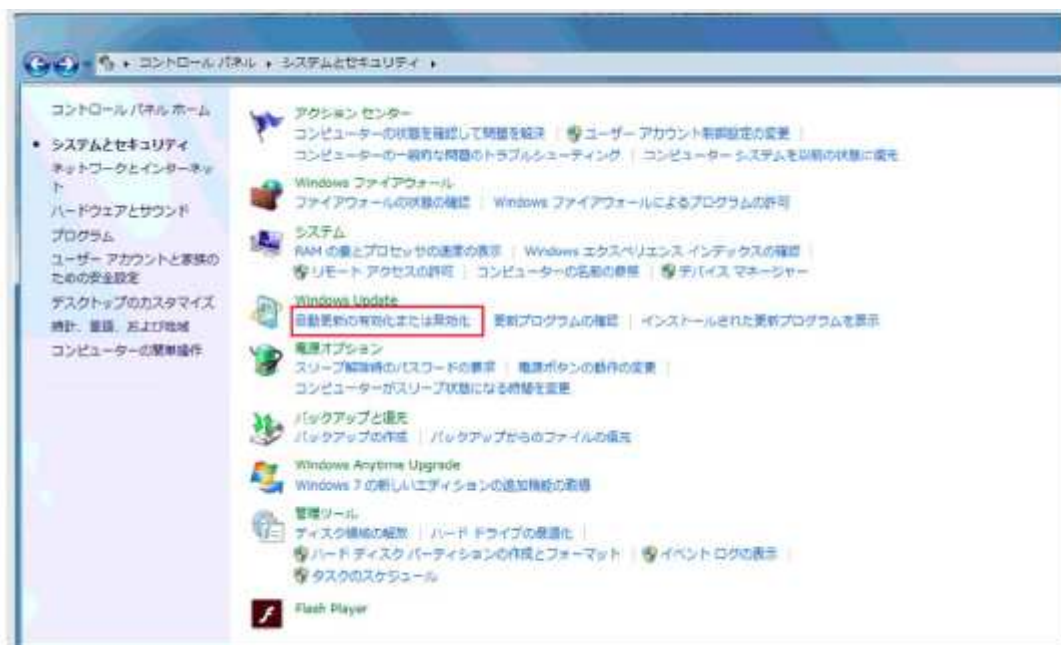 コントロール パネル ▸ システムとセキュリティ ▸
コントロール パネル ホーム
システムとセキュリティ
ネットワークとインターネッ
ト
ハードウェアとサウンド
プログラム
ユーザー アカウントと家族の
ための安全設定
デスクトップのカスタマイズ
時計、言語、および地域
コンピューターの簡単操作
アクション センター
コンピューターの状態を確認して問題を解決 | ユーザー アカウント制御設定の変更 |
コンピューターの一般的な問題のトラブルシューティング | コンピューター システムを以前の状態に復元
Windows ファイアウォール
ファイアウォールの状態の確認 | Windows ファイアウォールによるプログラムの許可
システム
RAM の量とプロセッサの速度の表示 | Windows エクスペリエンス インデックスの確認 |
リモート アクセスの許可 | コンピューターの名前の参照 | デバイス マネージャー
Windows Update
自動更新の有効化または無効化 | 更新プログラムの確認 | インストールされた更新プログラムを表示
電源オプション
スリープ解除時のパスワードの要求 | 電源ボタンの動作の変更 |
コンピューターがスリープ状態になる時間を変更
バックアップと復元
バックアップの作成 | バックアップからのファイルの復元
Windows Anytime Upgrade
Windows 7 の新しいエディションの追加機能の取得
管理ツール
ディスク領域の解放 | ハード ドライブの最適化 |
ハード ディスク パーティションの作成とフォーマット | イベント ログの表示 |
タスクのスケジュール
Flash Player